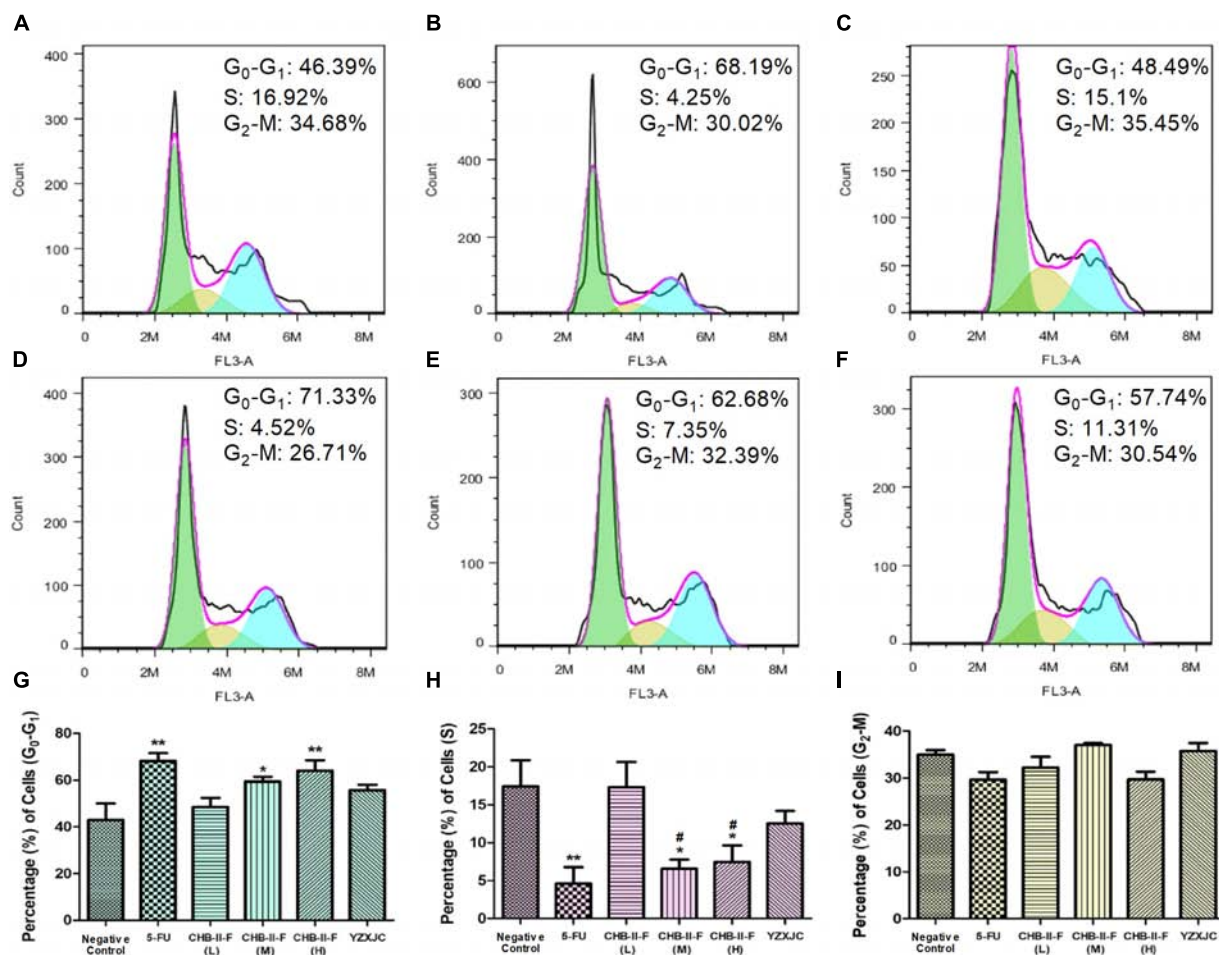 A
G0-G1: 46.39%
S: 16.92%
G2-M: 34.68%
400
300
200
100
0
Count
0 2M 4M 6M 8M
FL3-A
B
G0-G1: 68.19%
S: 4.25%
G2-M: 30.02%
600
400
200
0
Count
0 2M 4M 6M 8M
FL3-A
C
G0-G1: 48.49%
S: 15.1%
G2-M: 35.45%
250
200
150
100
50
0
Count
0 2M 4M 6M 8M
FL3-A
D
G0-G1: 71.33%
S: 4.52%
G2-M: 26.71%
400
300
200
100
0
Count
0 2M 4M 6M 8M
FL3-A
E
G0-G1: 62.68%
S: 7.35%
G2-M: 32.39%
300
200
100
0
Count
0 2M 4M 6M 8M
FL3-A
F
G0-G1: 57.74%
S: 11.31%
G2-M: 30.54%
300
200
100
0
Count
0 2M 4M 6M 8M
FL3-A
G
Percentage (%) of Cells (G0-G1)
80
60
40
20
0
** * **
Negative Control 5-FU CHB-II-F (L) CHB-II-F (M) CHB-II-F (H) YZXJC
H
Percentage (%) of Cells (S)
25
20
15
10
5
0
** # * # *
Negative Control 5-FU CHB-II-F (L) CHB-II-F (M) CHB-II-F (H) YZXJC
I
Percentage (%) of Cells (G2-M)
40
30
20
10
0
Negative Control 5-FU CHB-II-F (L) CHB-II-F (M) CHB-II-F (H) YZXJC